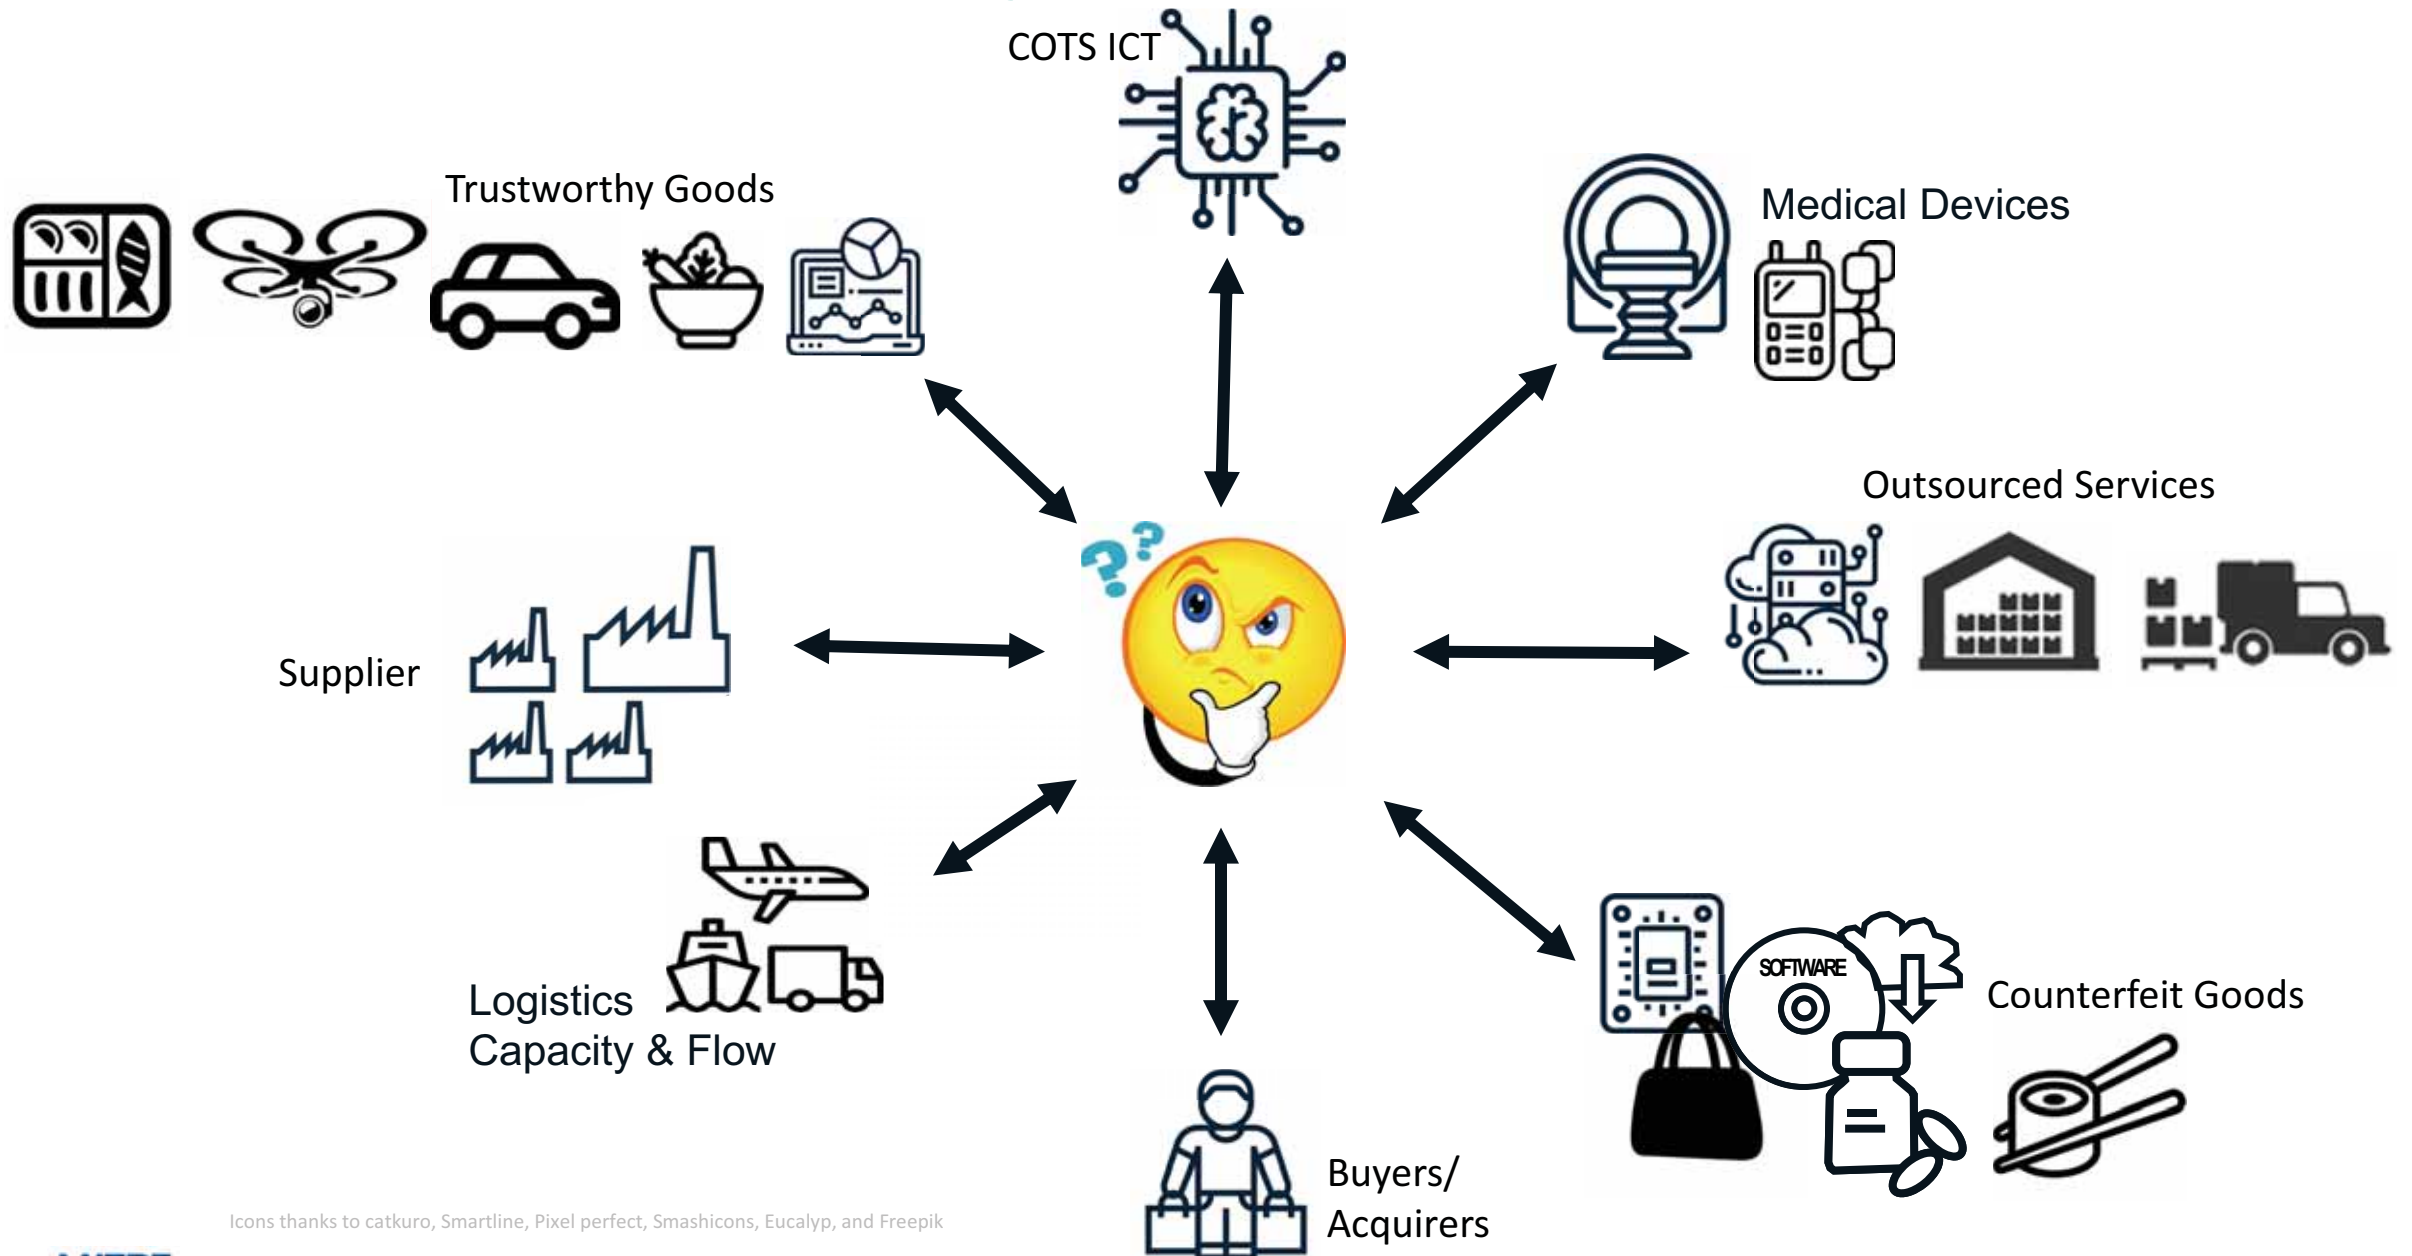 COTS ICT
Trustworthy Goods
Medical Devices
Outsourced Services
Supplier
SOFTWARE
Counterfeit Goods
Logistics
Capacity & Flow
Buyers/
Acquirers
Icons thanks to catkuro, Smartline, Pixel perfect, Smashicons, Eucalyp, and Freepik